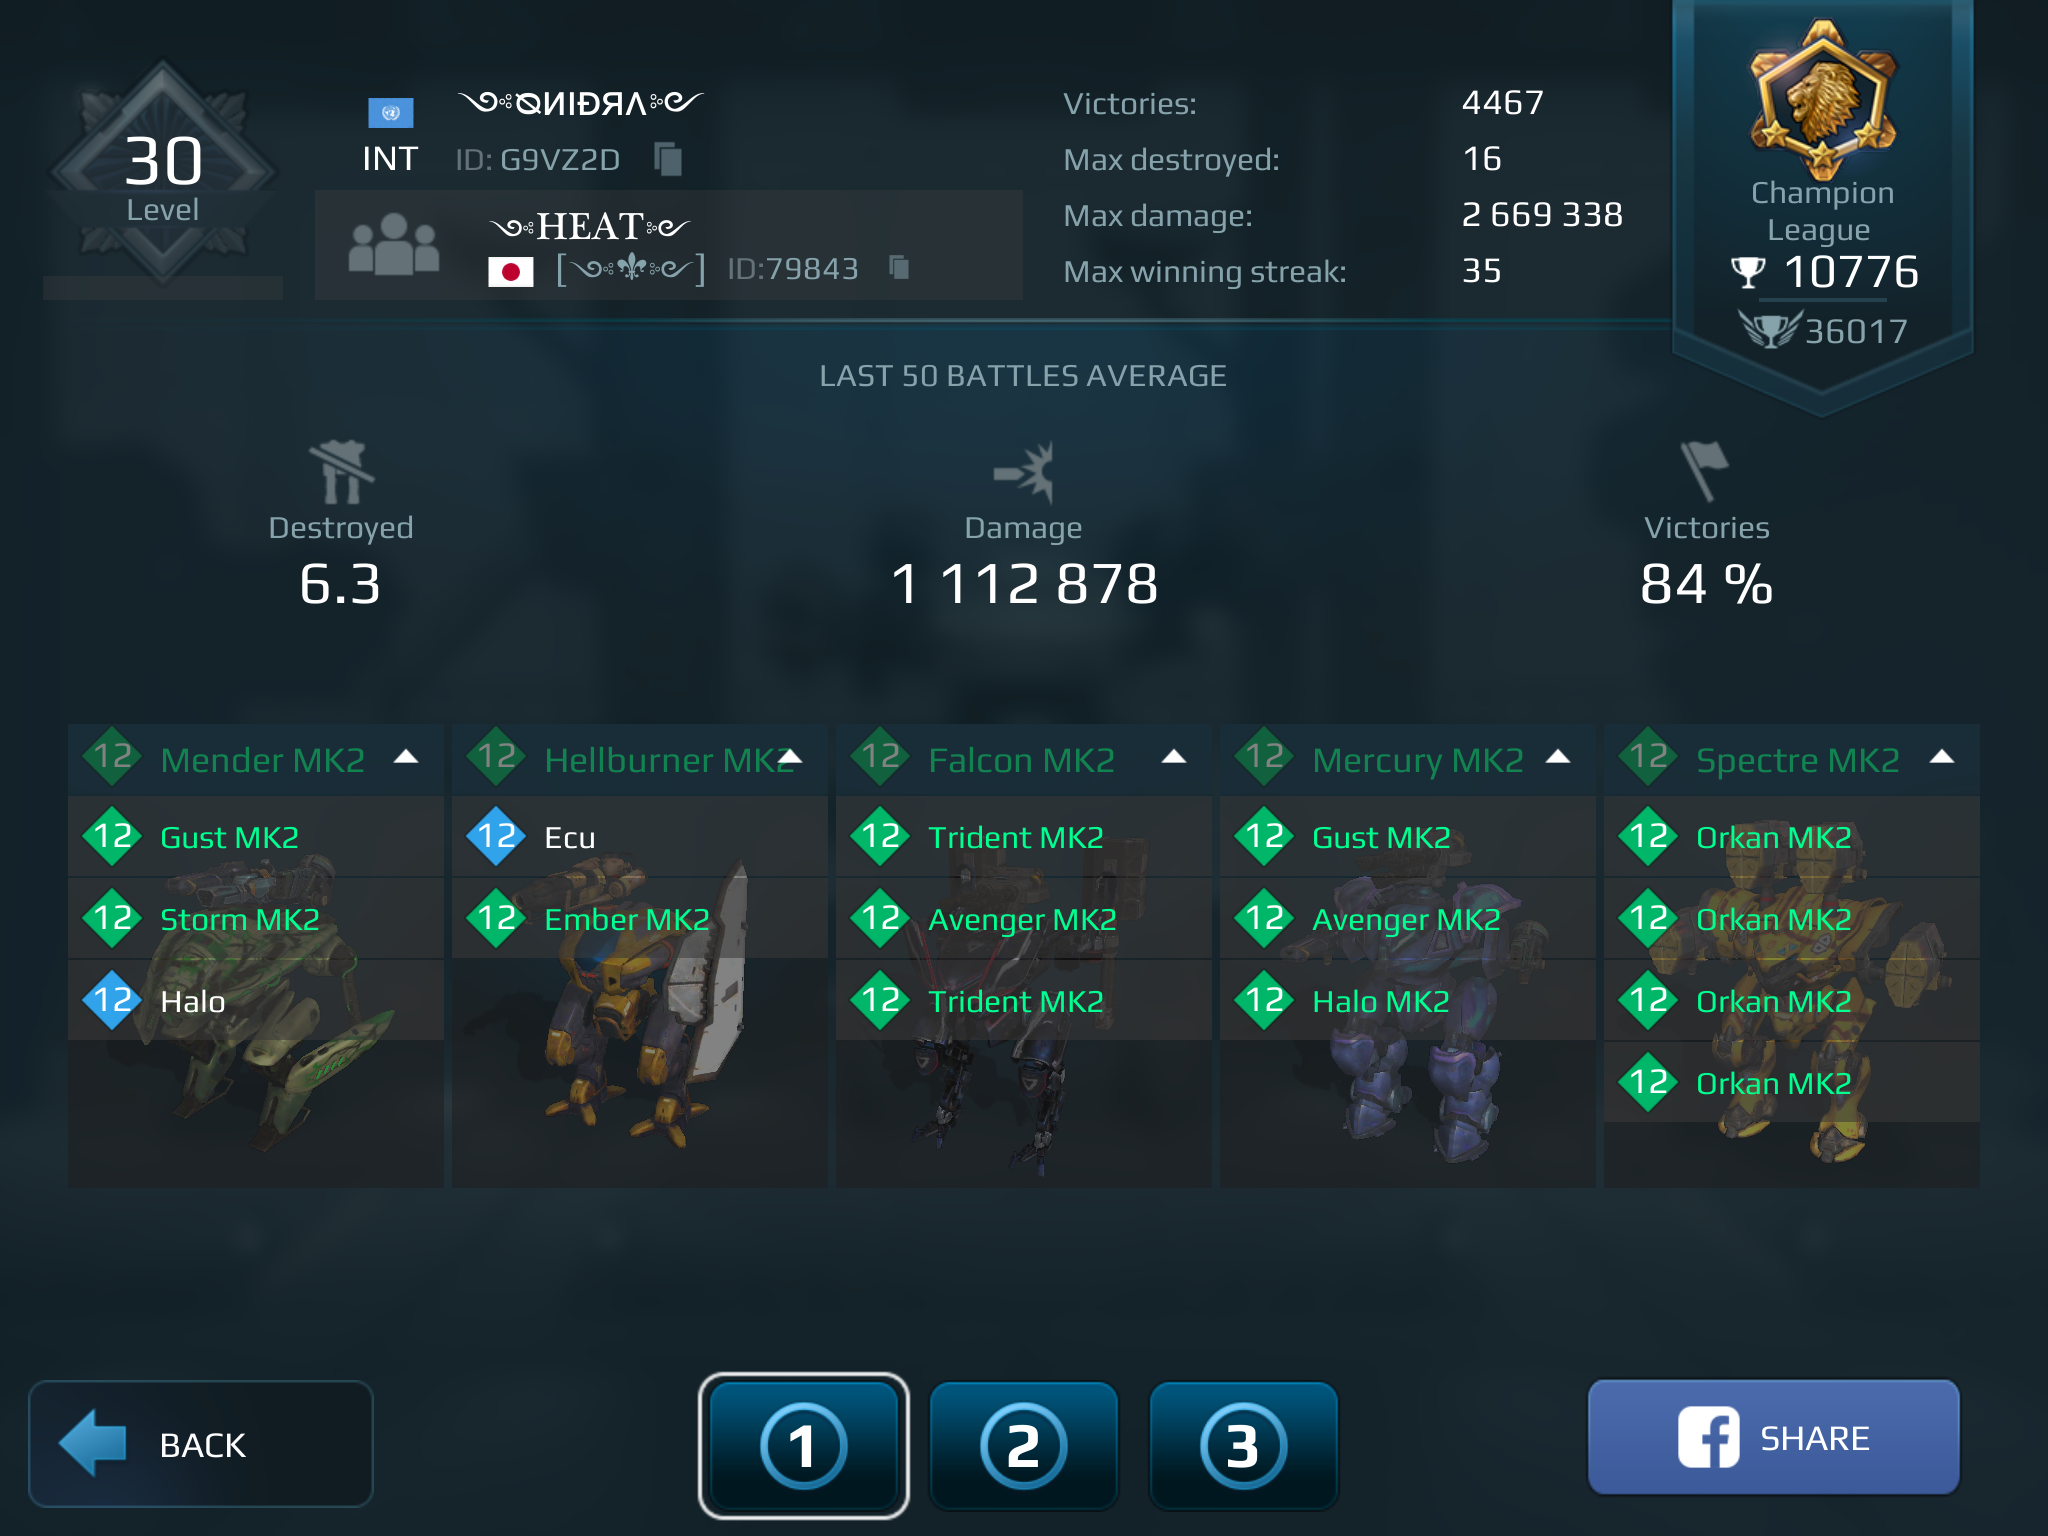 30
Level
INT
ID: G9VZ2D
HEAT
ID:79843
Victories: 4467
Max destroyed: 16
Max damage: 2 669 338
Max winning streak: 35
Champion
League
10776
36017
LAST 50 BATTLES AVERAGE
Destroyed
6.3
Damage
1 112 878
Victories
84 %
12 Mender MK2
12 Gust MK2
12 Storm MK2
12 Halo
12 Hellburner MK2
12 Ecu
12 Ember MK2
12 Falcon MK2
12 Trident MK2
12 Avenger MK2
12 Trident MK2
12 Mercury MK2
12 Gust MK2
12 Avenger MK2
12 Halo MK2
12 Spectre MK2
12 Orkan MK2
12 Orkan MK2
12 Orkan MK2
12 Orkan MK2
BACK
1
2
3
SHARE